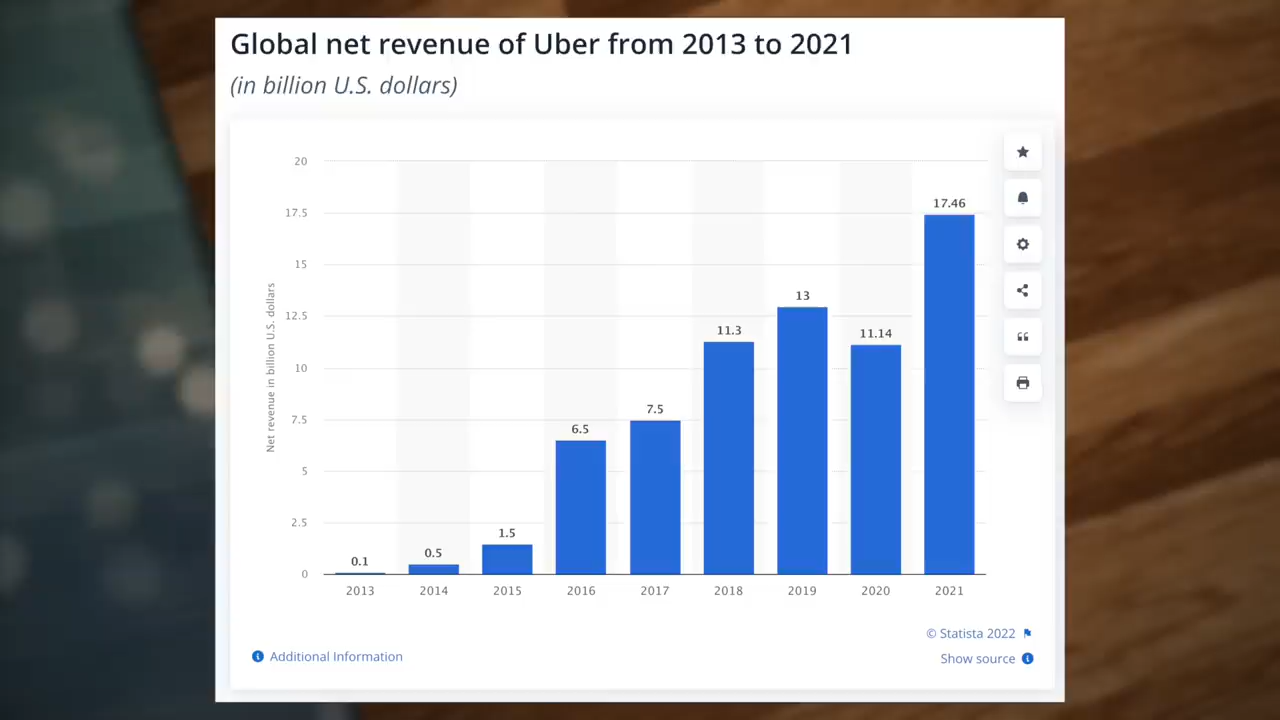 Global net revenue of Uber from 2013 to 2021
(in billion U.S. dollars)
Net revenue in billion U.S. dollars
20
17.5
15
12.5
10
7.5
5
2.5
0
0.1
0.5
1.5
6.5
7.5
11.3
13
11.14
17.46
2013 2014 2015 2016 2017 2018 2019 2020 2021
© Statista 2022
Additional Information
Show source